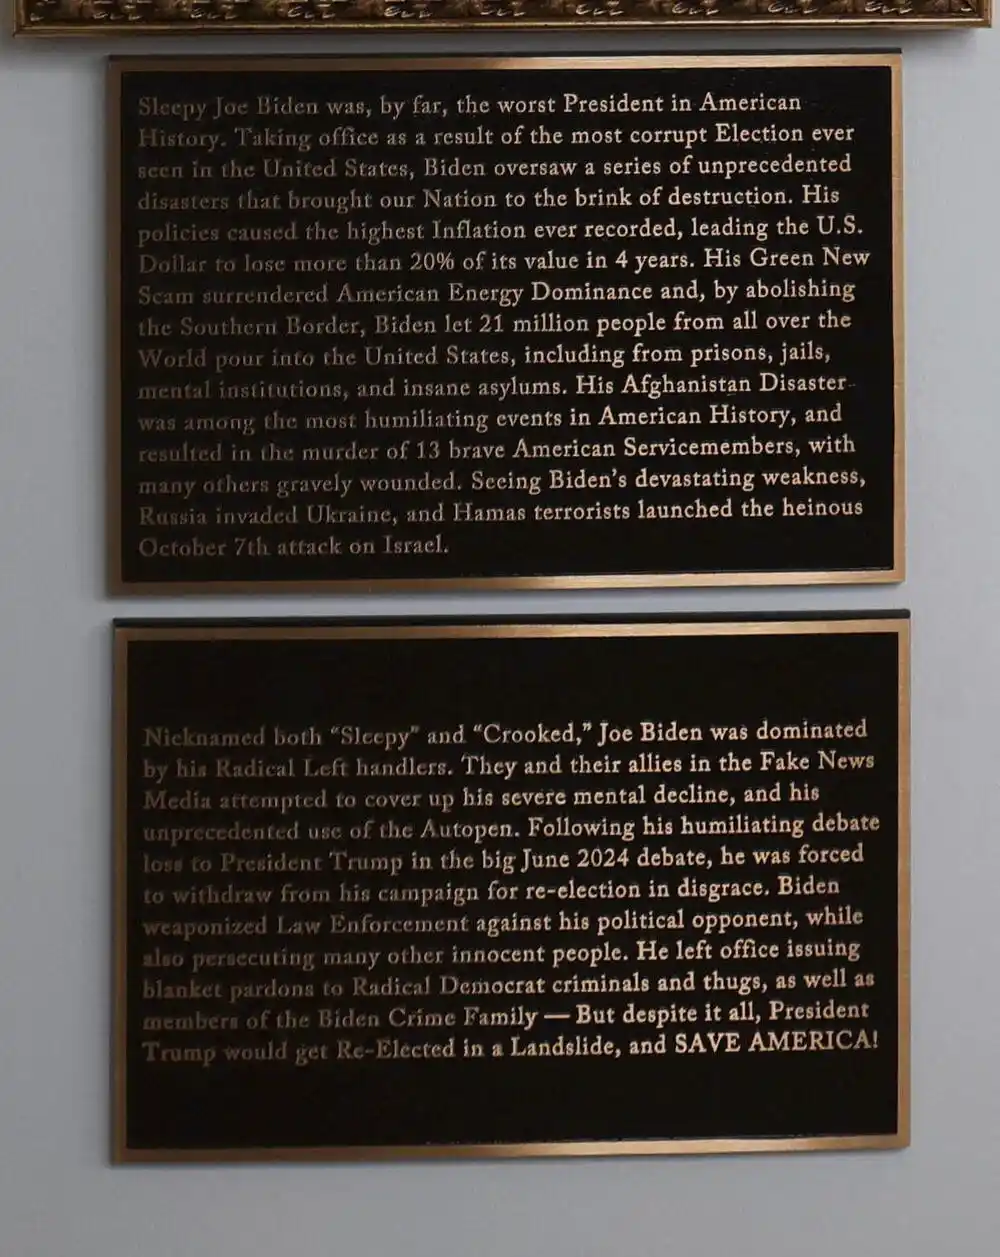 Sleepy Joe Biden was, by far, the worst President in American
History. Taking office as a result of the most corrupt Election ever
seen in the United States, Biden oversaw a series of unprecedented
disasters that brought our Nation to the brink of destruction. His
policies caused the highest Inflation ever recorded, leading the U.S.
Dollar to lose more than 20% of its value in 4 years. His Green New
Scam surrendered American Energy Dominance and, by abolishing
the Southern Border, Biden let 21 million people from all over the
World pour into the United States, including from prisons, jails,
mental institutions, and insane asylums. His Afghanistan Disaster
was among the most humiliating events in American History, and
resulted in the murder of 13 brave American Servicemembers, with
many others gravely wounded. Seeing Biden's devastating weakness,
Russia invaded Ukraine, and Hamas terrorists launched the heinous
October 7th attack on Israel.
Nicknamed both “Sleepy” and “Crooked,” Joe Biden was dominated
by his Radical Left handlers. They and their allies in the Fake News
Media attempted to cover up his severe mental decline, and his
unprecedented use of the Autopen. Following his humiliating debate
loss to President Trump in the big June 2024 debate, he was forced
to withdraw from his campaign for re-election in disgrace. Biden
weaponized Law Enforcement against his political opponent, while
also persecuting many other innocent people. He left office issuing
blanket pardons to Radical Democrat criminals and thugs, as well as
members of the Biden Crime Family — But despite it all, President
Trump would get Re-Elected in a Landslide, and SAVE AMERICA!